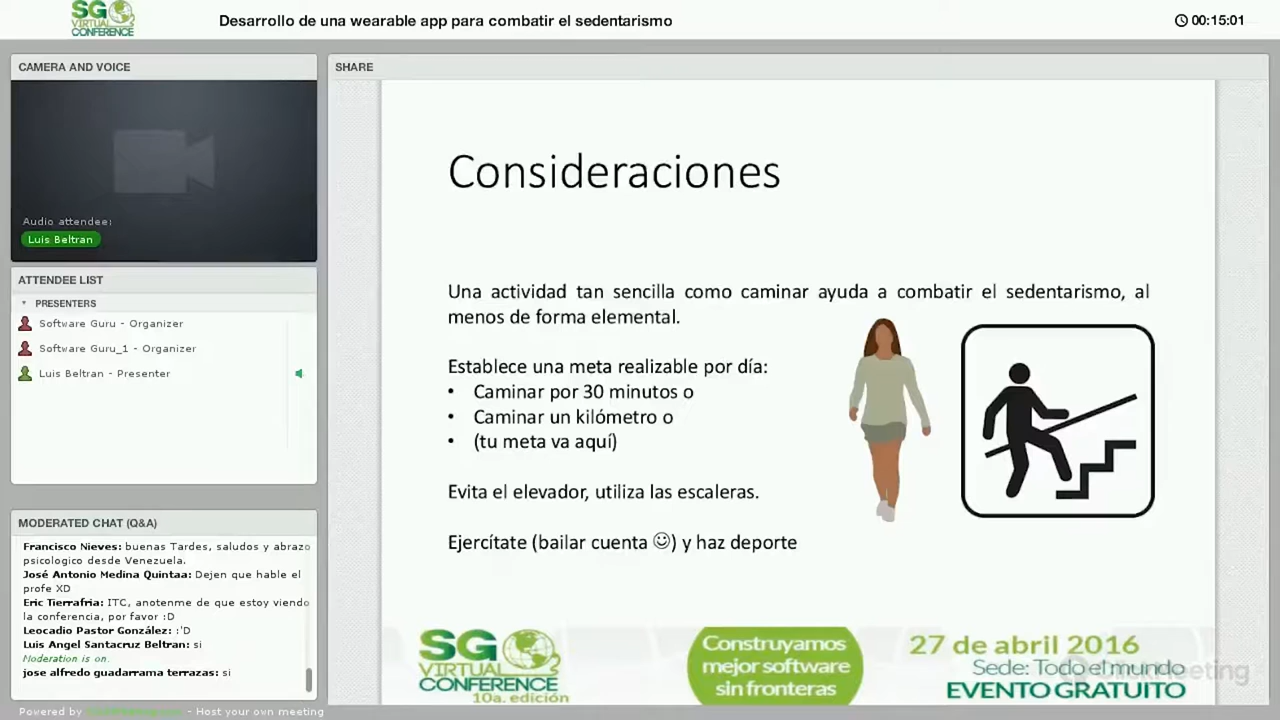 SG
VIRTUAL
CONFERENCE
Desarrollo de una wearable app para combatir el sedentarismo
00:15:01
CAMERA AND VOICE
Audio attendee:
Luis Beltran
ATTENDEE LIST
PRESENTERS
Software Guru - Organizer
Software Guru_1 - Organizer
Luis Beltran - Presenter
MODERATED CHAT (Q&A)
Francisco Nieves: buenas Tardes, saludos y abrazo
psicologico desde Venezuela.
José Antonio Medina Quintaa: Dejen que hable el
profe XD
Eric Tierrafria: ITC, anotenme de que estoy viendo
la conferencia, por favor :D
Leocadio Pastor González: :'D
Luis Angel Santacruz Beltran: si
Moderation is on.
jose alfredo guadarrama terrazas: si
Powered by - Host your own meeting
SHARE
Consideraciones
Una actividad tan sencilla como caminar ayuda a combatir el sedentarismo, al
menos de forma elemental.
Establece una meta realizable por día:
• Caminar por 30 minutos o
• Caminar un kilómetro o
• (tu meta va aquí)
Evita el elevador, utiliza las escaleras.
Ejercítate (bailar cuenta ☺) y haz deporte
SG
VIRTUAL
CONFERENCE
10a. edición
Construyamos
mejor software
sin fronteras
27 de abril 2016
Sede: Todo el mundo
EVENTO GRATUITO
ClickMeeting